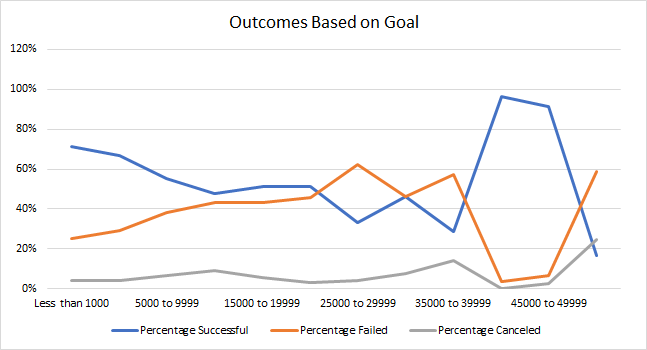 Outcomes Based on Goal
120%
100%
80%
60%
40%
20%
0%
Less than 1000 5000 to 9999 15000 to 19999 25000 to 29999 35000 to 39999 45000 to 49999
Percentage Successful Percentage Failed Percentage Canceled